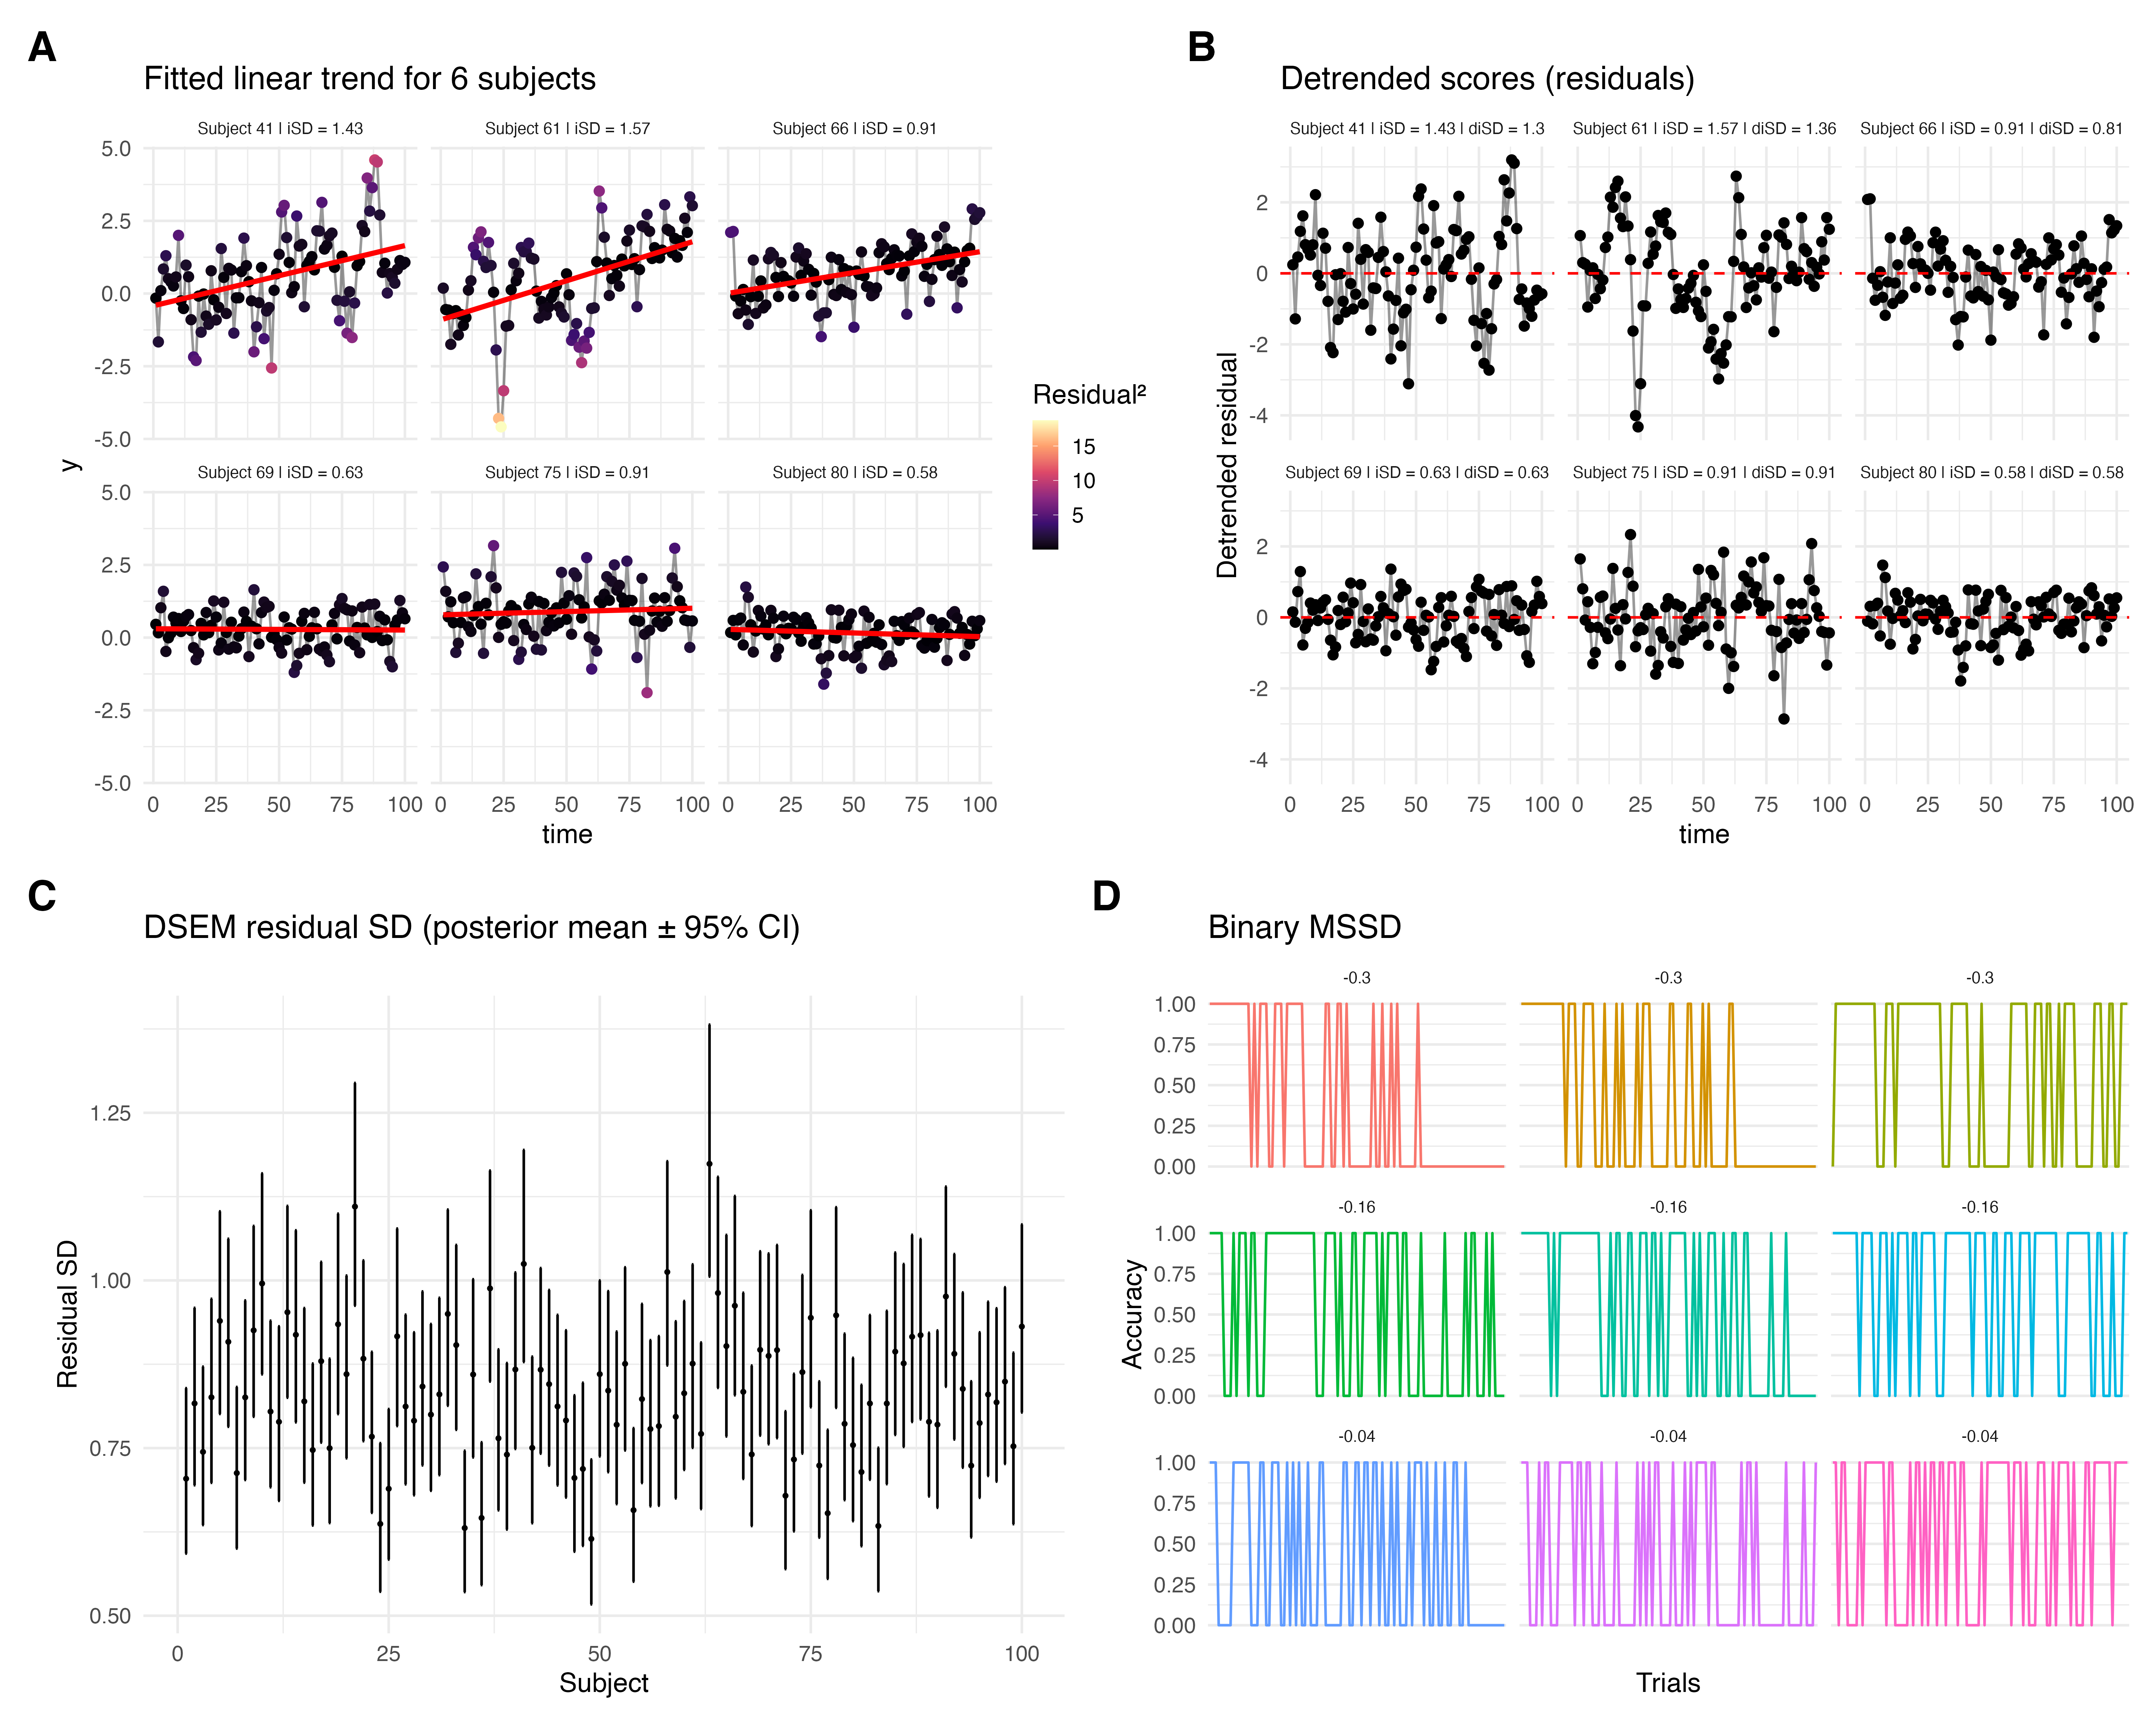 A
Fitted linear trend for 6 subjects
Subject 41 | iSD = 1.43
Subject 61 | iSD = 1.57
Subject 66 | iSD = 0.91
5.0
2.5
0.0
-2.5
-5.0
y
Subject 69 | iSD = 0.63
Subject 75 | iSD = 0.91
Subject 80 | iSD = 0.58
5.0
2.5
0.0
-2.5
-5.0
0 25 50 75 100
0 25 50 75 100
0 25 50 75 100
time
Residual²
15
10
5
B
Detrended scores (residuals)
Subject 41 | iSD = 1.43 | diSD = 1.3
Subject 61 | iSD = 1.57 | diSD = 1.36
Subject 66 | iSD = 0.91 | diSD = 0.81
2
0
-2
-4
Detrended residual
Subject 69 | iSD = 0.63 | diSD = 0.63
Subject 75 | iSD = 0.91 | diSD = 0.91
Subject 80 | iSD = 0.58 | diSD = 0.58
2
0
-2
-4
0 25 50 75 100
0 25 50 75 100
0 25 50 75 100
time
C
DSEM residual SD (posterior mean ± 95% CI)
1.25
1.00
0.75
0.50
Residual SD
0 25 50 75 100
Subject
D
Binary MSSD
-0.3
-0.3
-0.3
1.00
0.75
0.50
0.25
0.00
-0.16
-0.16
-0.16
1.00
0.75
0.50
0.25
0.00
Accuracy
-0.04
-0.04
-0.04
1.00
0.75
0.50
0.25
0.00
Trials